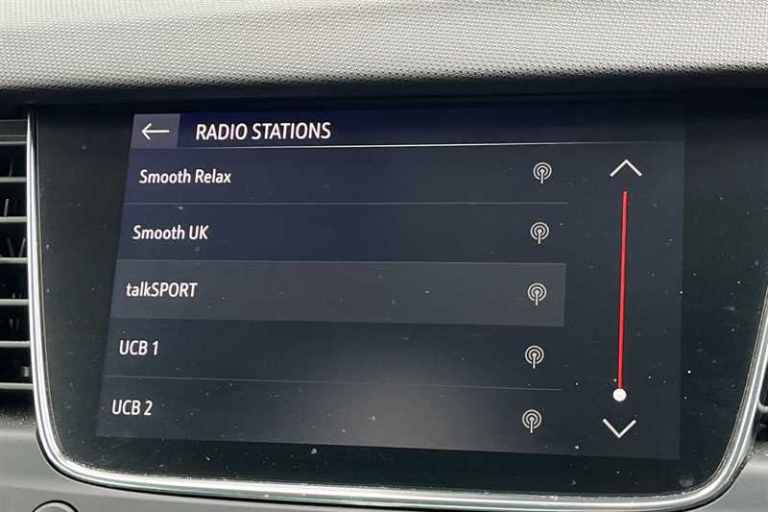 RADIO STATIONS
Smooth Relax
Smooth UK
talkSPORT
UCB 1
UCB 2